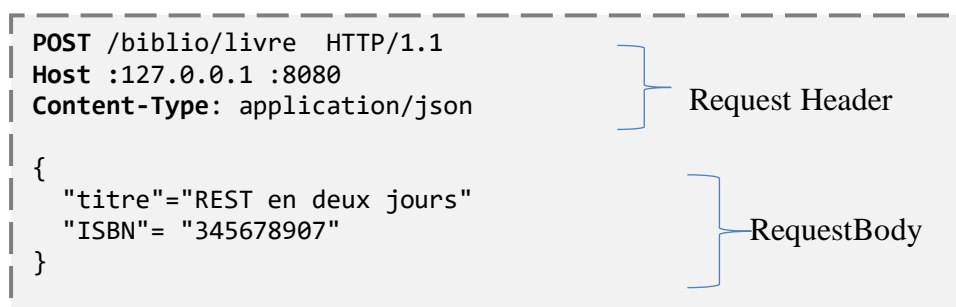 POST /biblio/livre  HTTP/1.1
Host :127.0.0.1 :8080
Content-Type: application/json
Request Header
{
  "titre"="REST en deux jours"
  "ISBN"= "345678907"
}
RequestBody